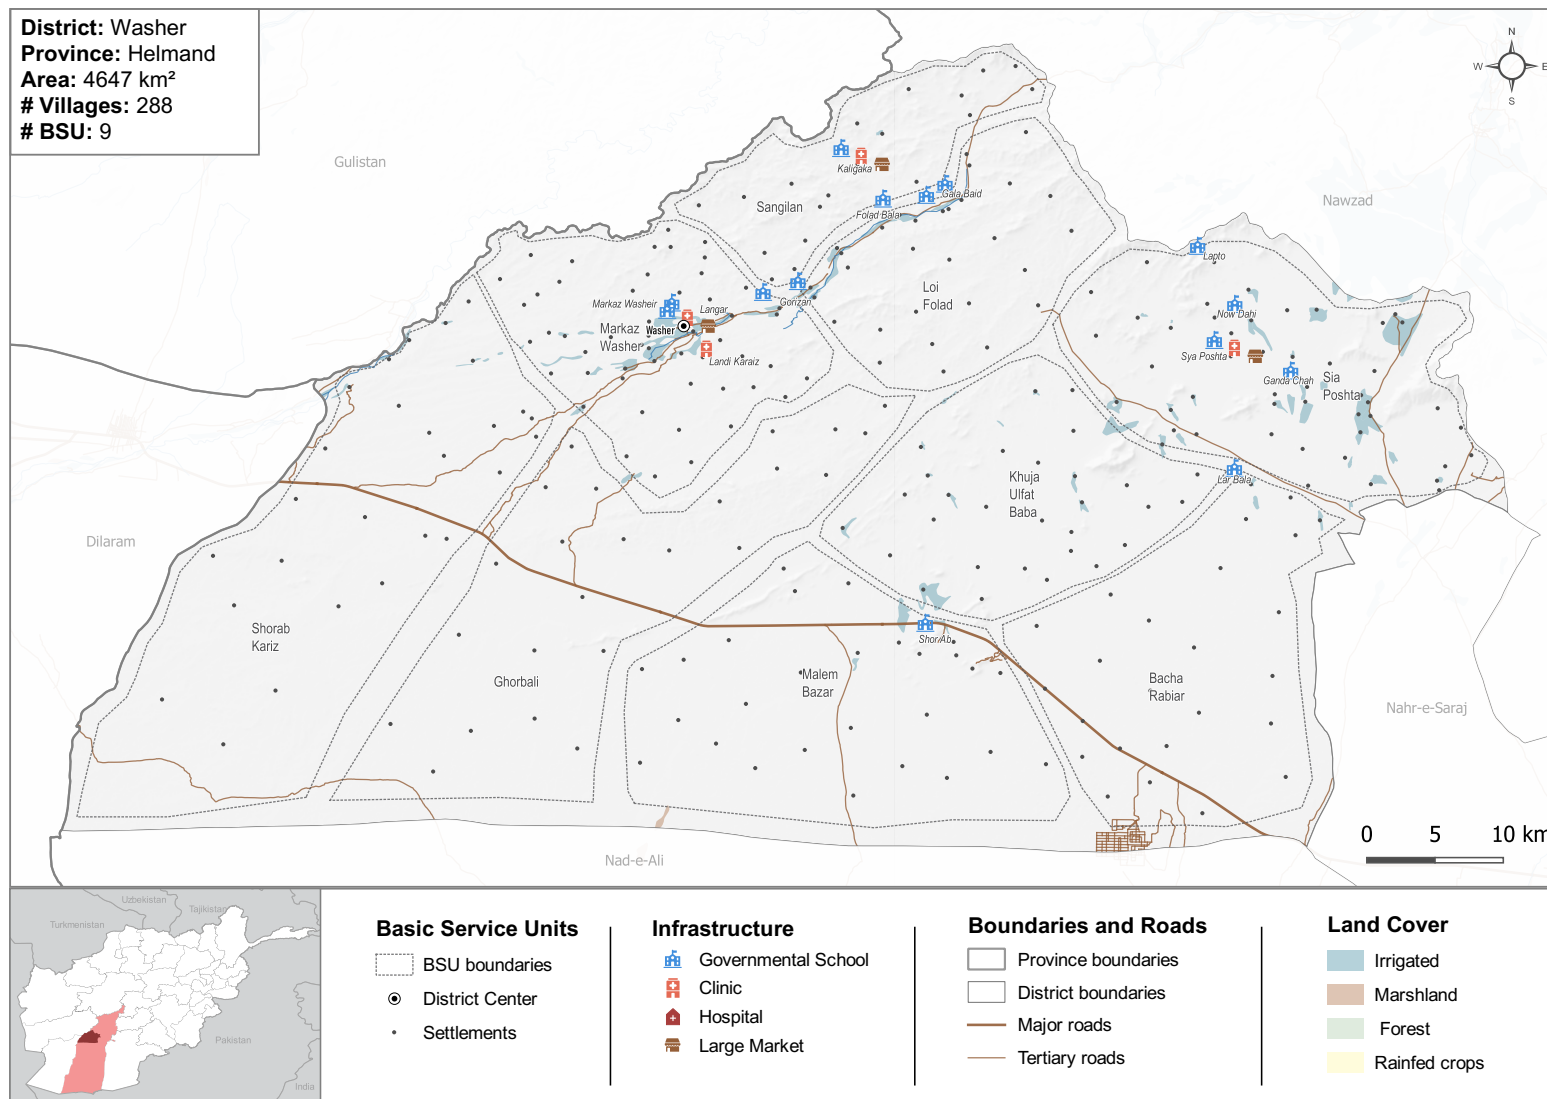 District: Washer
Province: Helmand
Area: 4647 km²
# Villages: 288
# BSU: 9
N
W
E
S
Gulistan
Nawzad
Kaligaka
Sangilan
Gala Baid
Folad Bala
Lapto
Loi
Folad
Markaz Washeir
Langar
Gorizan
Now Dahi
Markaz
Washer
Washer
Landi Karaiz
Sya Poshta
Ganda Chah
Sia
Poshta
Khuja
Ulfat
Baba
Lar Bala
Dilaram
Shorab
Kariz
Shor Ab
Ghorbali
Malem
Bazar
Bacha
Rabiar
Nahr-e-Saraj
Nad-e-Ali
0 5 10 km
Uzbekistan
Tajikistan
Turkmenistan
Pakistan
India
Basic Service Units
BSU boundaries
District Center
Settlements
Infrastructure
Governmental School
Clinic
Hospital
Large Market
Boundaries and Roads
Province boundaries
District boundaries
Major roads
Tertiary roads
Land Cover
Irrigated
Marshland
Forest
Rainfed crops